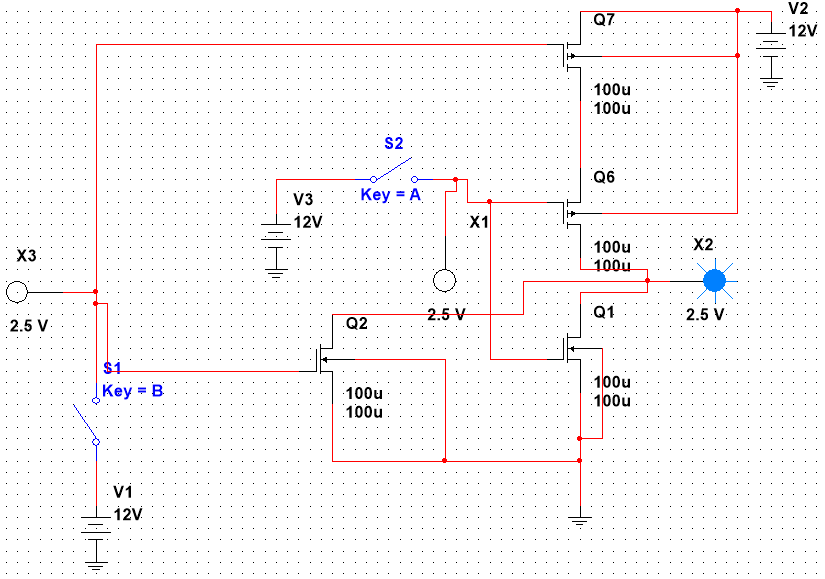 Q7
V2
12V
100u
100u
S2
Key = A
Q6
V3
12V
X1
X3
100u
100u
X2
2.5 V
2.5 V
2.5 V
Q2
Q1
S1
Key = B
100u
100u
100u
100u
V1
12V